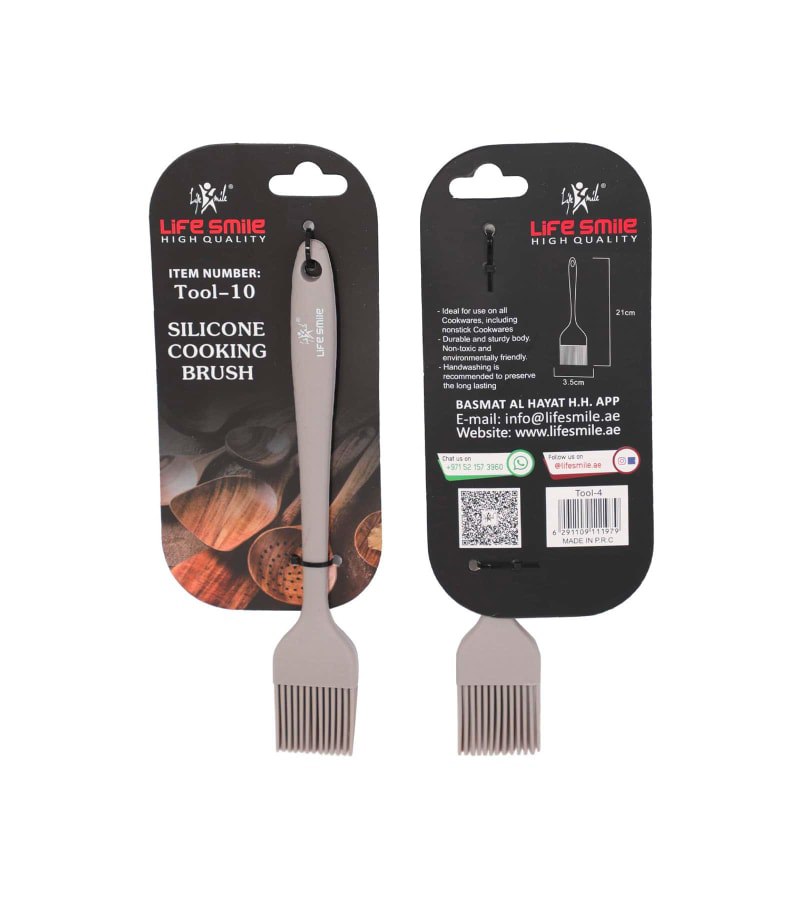 Life Smile ®
LIFE SMILE
HIGH QUALITY
ITEM NUMBER:
Tool-10
SILICONE
COOKING
BRUSH
LIFE SMILE
Life Smile ®
LIFE SMILE
HIGH QUALITY
21cm
3.5cm
- Ideal for use on all
Cookwares, including
nonstick Cookwares
- Durable and sturdy body.
Non-toxic and
environmentally friendly.
- Handwashing is
recommended to preserve
the long lasting
BASMAT AL HAYAT H.H. APP
E-mail: info@lifesmile.ae
Website: www.lifesmile.ae
Chat us on
+971 52 157 3960
Follow us on
@lifesmile.ae
Tool-4
6 291109 111979
MADE IN P.R.C